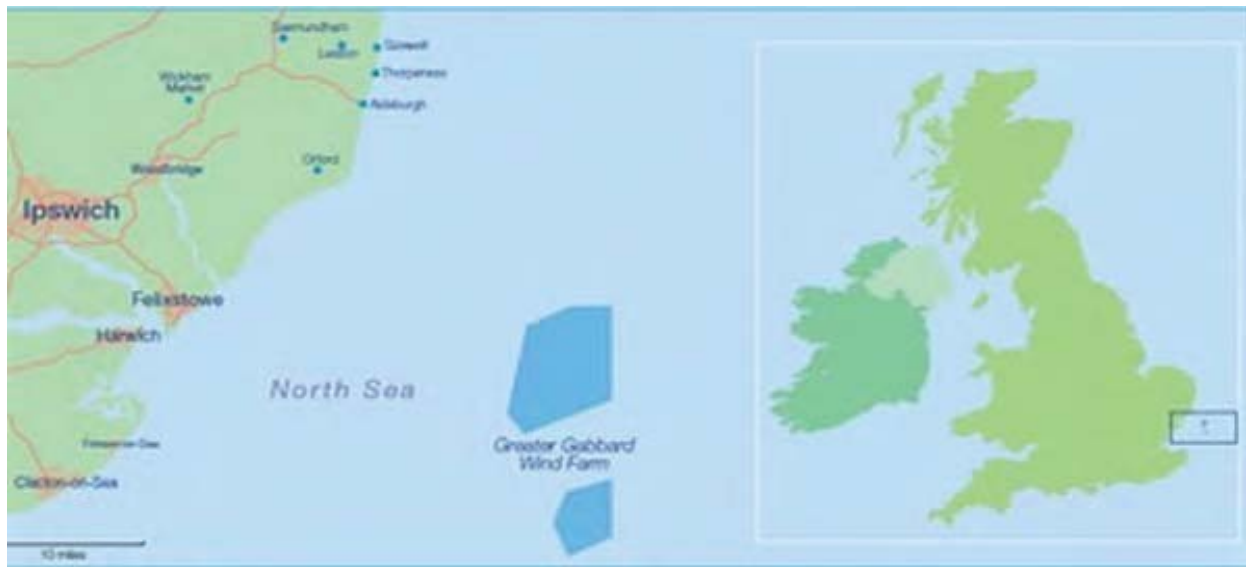 Saxmundham
Leiston
Sizewell
Thorpeness
Wickham
Market
Aldeburgh
Woodbridge
Orford
Ipswich
Felixstowe
Harwich
North Sea
Greater Gabbard
Wind Farm
Clacton-on-Sea
10 miles